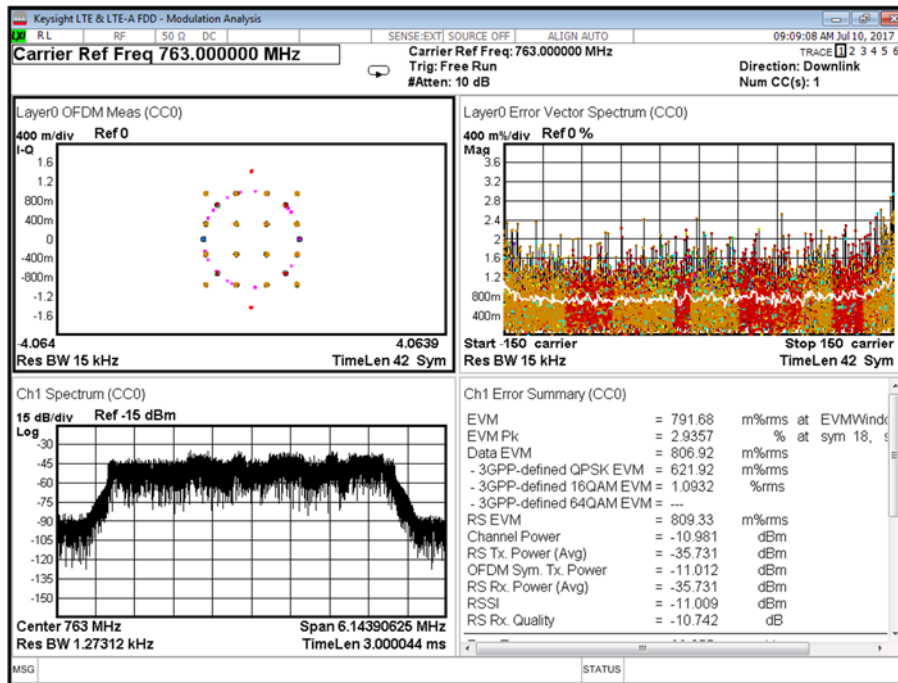 Keysight LTE & LTE-A FDD - Modulation Analysis
LXI RL RF 50 Ω DC SENSE:EXT SOURCE OFF ALIGN AUTO 09:09:08 AM Jul 10, 2017
Carrier Ref Freq 763.000000 MHz
Carrier Ref Freq: 763.000000 MHz
Trig: Free Run
#Atten: 10 dB
TRACE 1 2 3 4 5 6
Direction: Downlink
Num CC(s): 1
Layer0 OFDM Meas (CC0)
400 m/div Ref 0
I-Q
1.6
1.2
800m
400m
0
-400m
-800m
-1.2
-1.6
-4.064 4.0639
Res BW 15 kHz TimeLen 42 Sym
Layer0 Error Vector Spectrum (CC0)
400 m%/div Ref 0 %
Mag
3.6
3.2
2.8
2.4
2
1.6
1.2
800m
400m
Start -150 carrier Stop 150 carrier
Res BW 15 kHz TimeLen 42 Sym
Ch1 Spectrum (CC0)
15 dB/div Ref -15 dBm
Log
-30
-45
-60
-75
-90
-105
-120
-135
-150
Center 763 MHz Span 6.14390625 MHz
Res BW 1.27312 kHz TimeLen 3.000044 ms
Ch1 Error Summary (CC0)
EVM = 791.68 m%rms at EVMWindo
EVM Pk = 2.9357 % at sym 18, s
Data EVM = 806.92 m%rms
- 3GPP-defined QPSK EVM = 621.92 m%rms
- 3GPP-defined 16QAM EVM = 1.0932 %rms
- 3GPP-defined 64QAM EVM = ---
RS EVM = 809.33 m%rms
Channel Power = -10.981 dBm
RS Tx. Power (Avg) = -35.731 dBm
OFDM Sym. Tx. Power = -11.012 dBm
RS Rx. Power (Avg) = -35.731 dBm
RSSI = -11.009 dBm
RS Rx. Quality = -10.742 dB
MSG STATUS